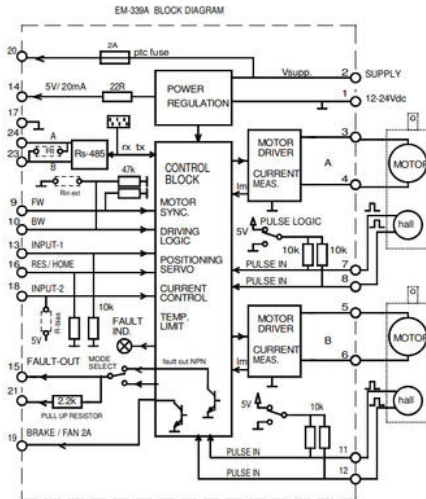 EM-339A BLOCK DIAGRAM
20
2A
ptc fuse
Vsupp.
2
SUPPLY
14
5V/ 20mA
22R
POWER
REGULATION
1
12-24Vdc
17
24
A
Rt
Rs-485
rx tx
23
B
Rin ext
47k
CONTROL
BLOCK
MOTOR
DRIVER
CURRENT
MEAS.
A
3
4
MOTOR
Im
9
FW
MOTOR
SYNC.
10
BW
DRIVING
LOGIC
PULSE LOGIC
5V
10k
10k
hall
13
INPUT-1
POSITIONING
SERVO
PULSE IN
7
16
RES/ HOME
PULSE IN
8
18
INPUT-2
CURRENT
CONTROL
R-bias
10k
5V
TEMP.
LIMIT
FAULT
IND.
MOTOR
DRIVER
CURRENT
MEAS.
B
5
6
MOTOR
Im
15
FAULT-OUT
MODE
SELECT
fault out NPN
21
2.2k
PULL UP RESISTOR
5V
10k
hall
19
BRAKE / FAN 2A
PULSE IN
11
PULSE IN
12